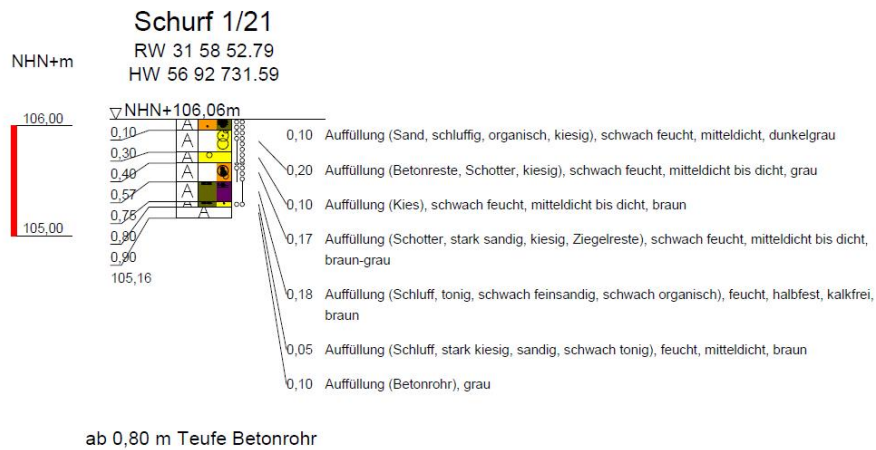 Schurf 1/21
RW 31 58 52.79
HW 56 92 731.59
NHN+m
NHN+106,06m
106,00
105,00
0,10
0,30
0,40
0,57
0,75
0,80
0,90
105,16
A
A
A
A
A
A
0,10 Auffüllung (Sand, schluffig, organisch, kiesig), schwach feucht, mitteldicht, dunkelgrau
0,20 Auffüllung (Betonreste, Schotter, kiesig), schwach feucht, mitteldicht bis dicht, grau
0,10 Auffüllung (Kies), schwach feucht, mitteldicht bis dicht, braun
0,17 Auffüllung (Schotter, stark sandig, kiesig, Ziegelreste), schwach feucht, mitteldicht bis dicht,
braun-grau
0,18 Auffüllung (Schluff, tonig, schwach feinsandig, schwach organisch), feucht, halbfest, kalkfrei,
braun
0,05 Auffüllung (Schluff, stark kiesig, sandig, schwach tonig), feucht, mitteldicht, braun
0,10 Auffüllung (Betonrohr), grau
ab 0,80 m Teufe Betonrohr